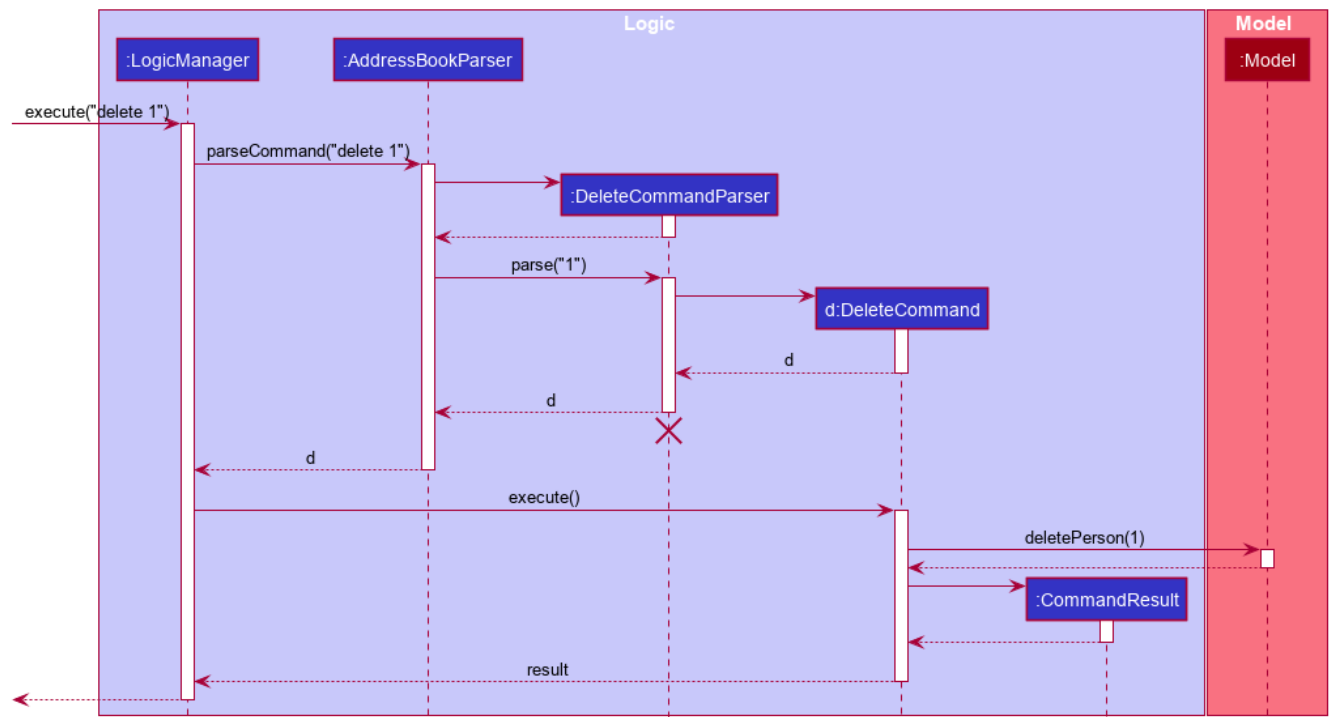 Logic
Model
:LogicManager
:AddressBookParser
:Model
execute("delete 1")
parseCommand("delete 1")
:DeleteCommandParser
parse("1")
d:DeleteCommand
d
d
d
execute()
deletePerson(1)
:CommandResult
result